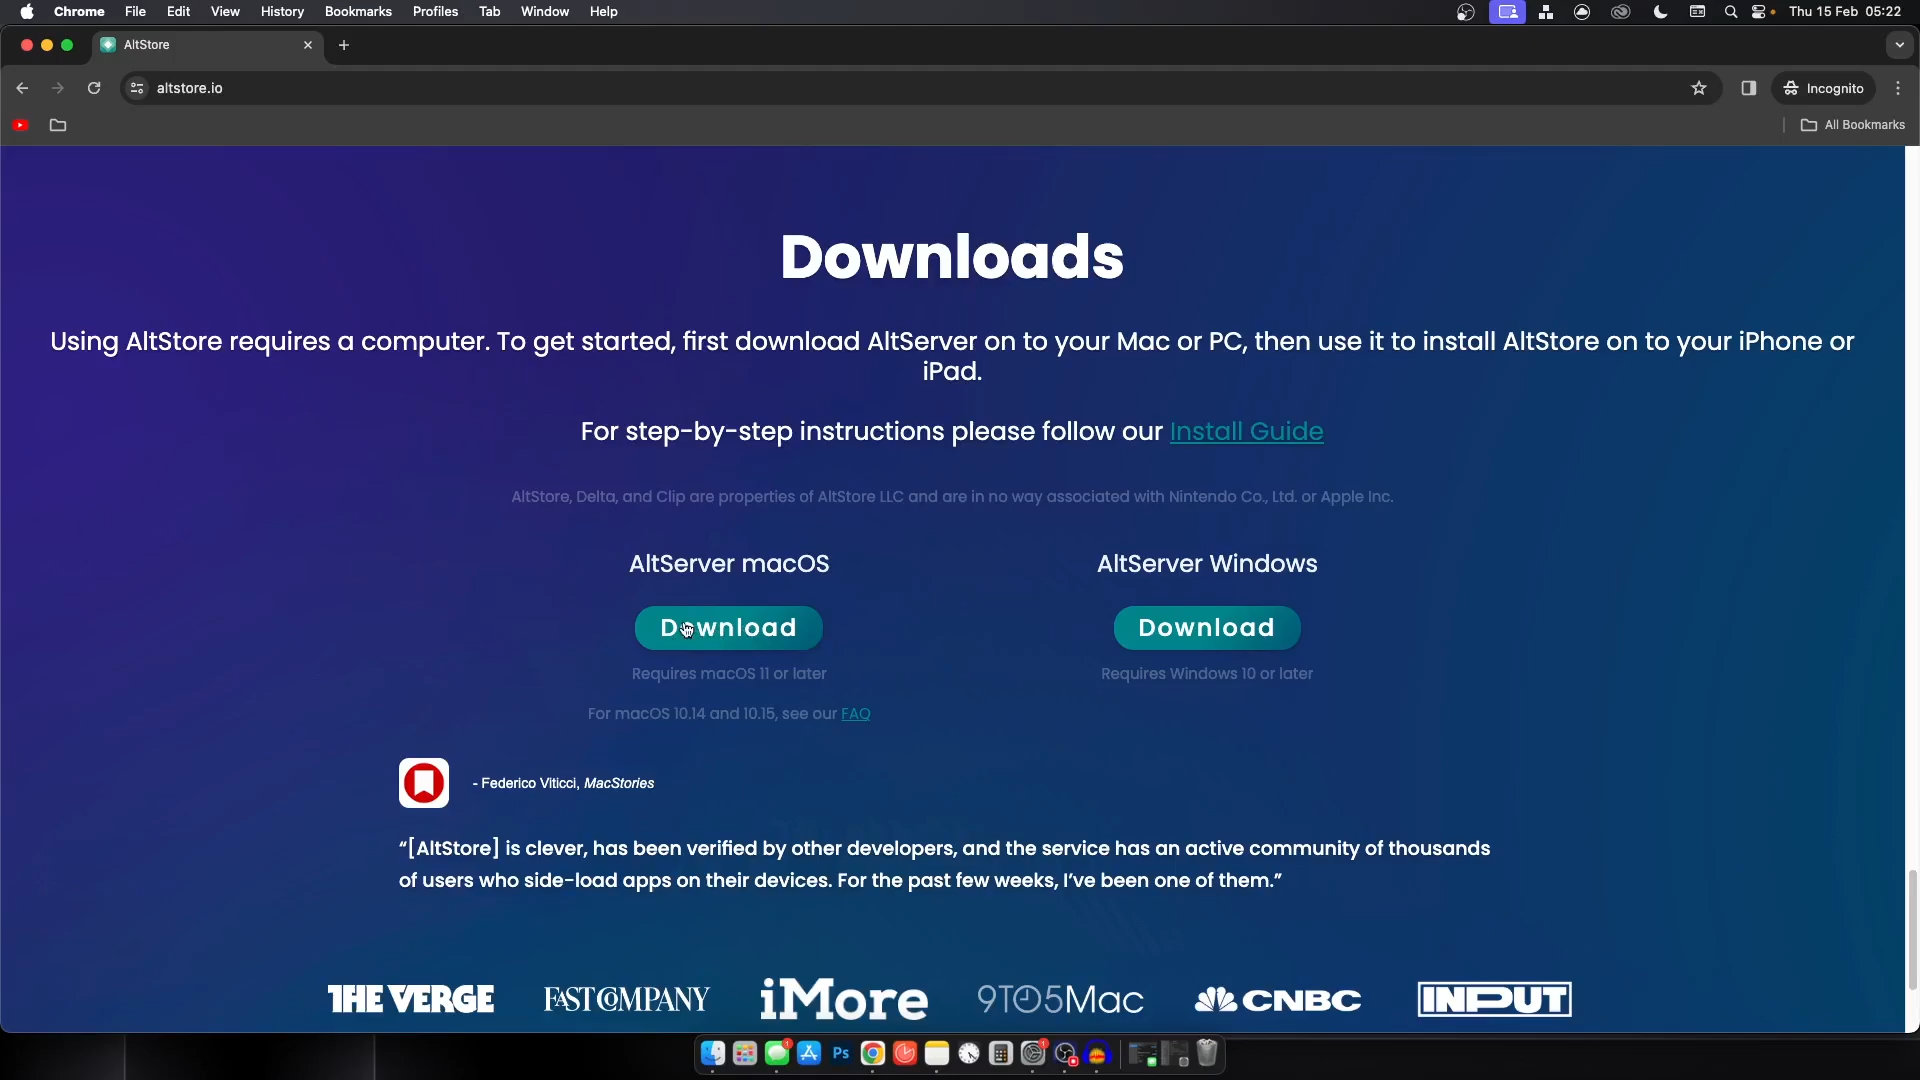 Chrome File Edit View History Bookmarks Profiles Tab Window Help Thu 15 Feb 05:22
AltStore
altstore.io Incognito
All Bookmarks
Downloads
Using AltStore requires a computer. To get started, first download AltServer on to your Mac or PC, then use it to install AltStore on to your iPhone or
iPad.
For step-by-step instructions please follow our Install Guide
AltStore, Delta, and Clip are properties of AltStore LLC and are in no way associated with Nintendo Co., Ltd. or Apple Inc.
AltServer macOS AltServer Windows
Download Download
Requires macOS 11 or later Requires Windows 10 or later
For macOS 10.14 and 10.15, see our FAQ
- Federico Viticci, MacStories
“[AltStore] is clever, has been verified by other developers, and the service has an active community of thousands
of users who side-load apps on their devices. For the past few weeks, I’ve been one of them.”
THE VERGE FAST COMPANY iMore 9TO5Mac CNBC INPUT
Ps